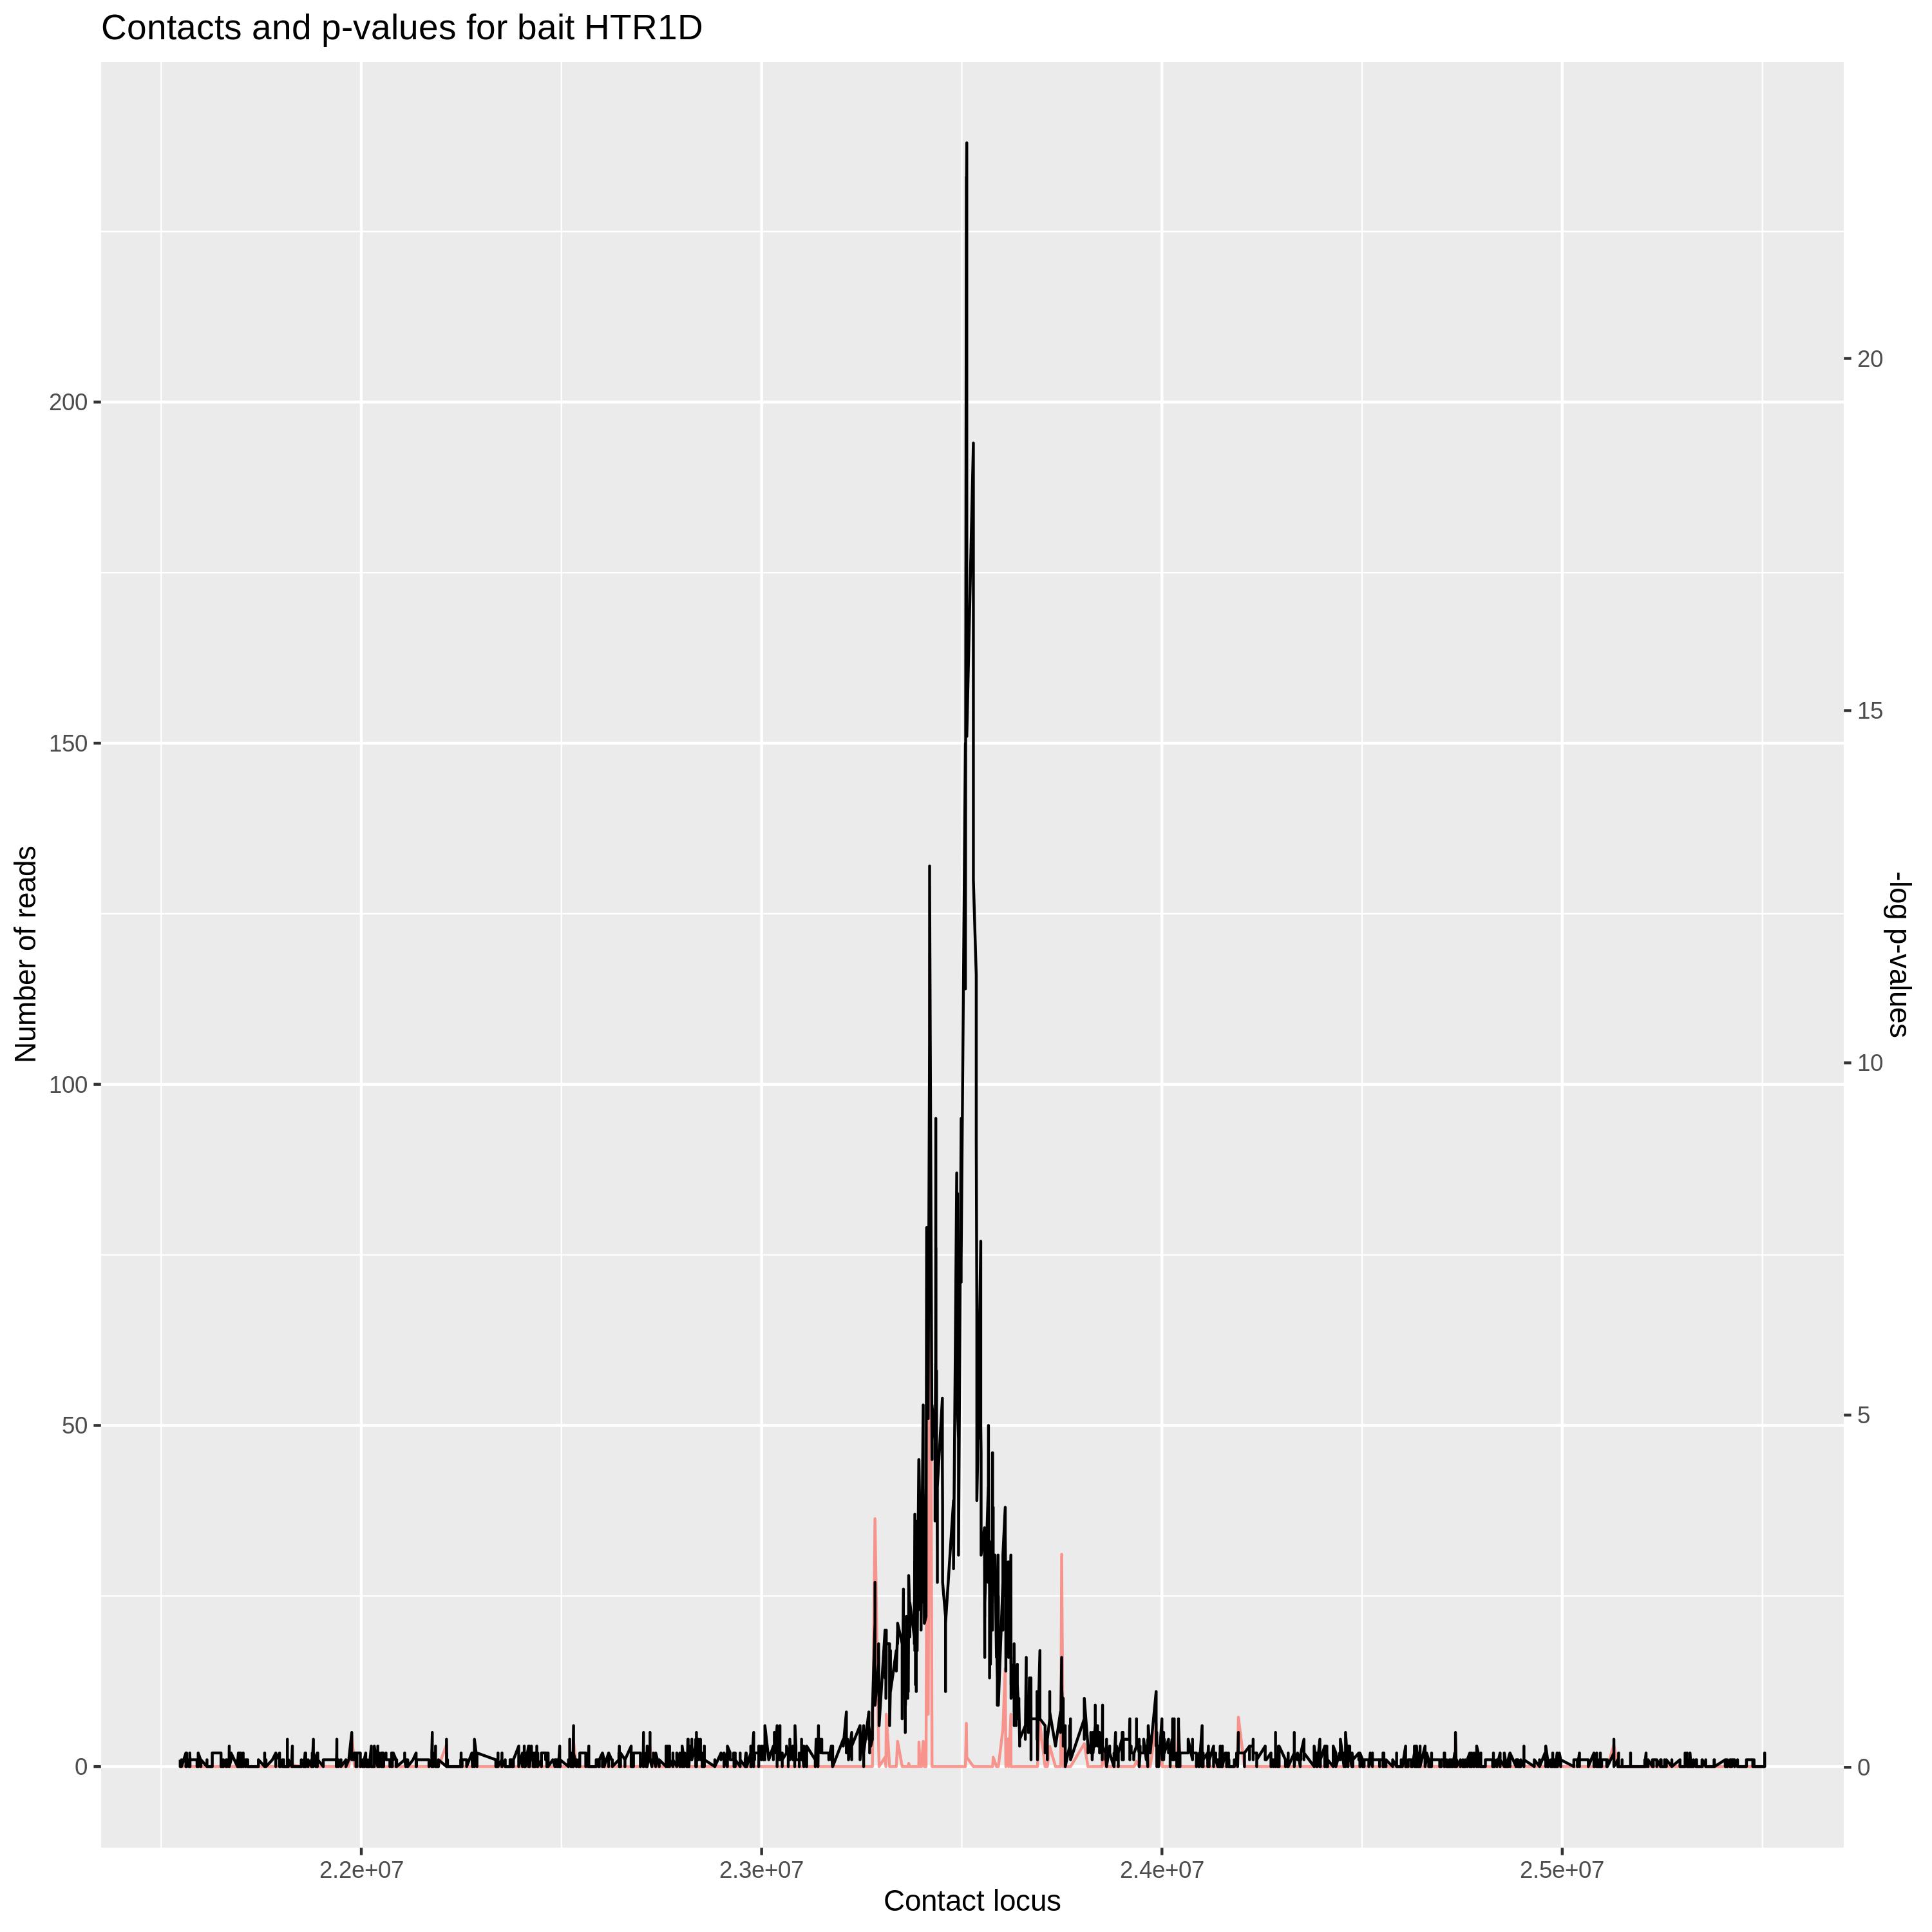 Contacts and p-values for bait HTR1D
200
150
100
50
0
Number of reads
20
15
10
5
0
-log p-values
2.2e+07
2.3e+07
2.4e+07
2.5e+07
Contact locus